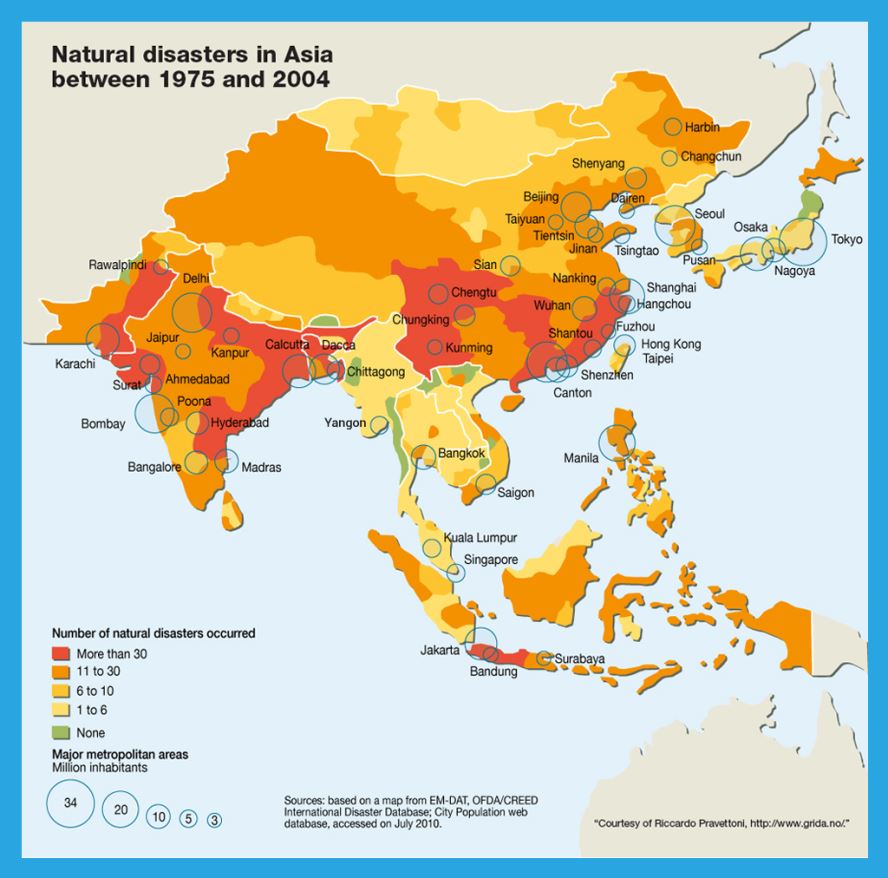 Natural disasters in Asia
between 1975 and 2004
Harbin
Changchun
Shenyang
Beijing
Dairen
Taiyuan
Seoul
Tientsin
Osaka
Tokyo
Jinan
Tsingtao
Pusan
Nagoya
Rawalpindi
Sian
Delhi
Nanking
Chengtu
Shanghai
Wuhan
Hangchou
Chungking
Shantou
Fuzhou
Jaipur
Kanpur
Calcutta
Dacca
Kunming
Hong Kong
Taipei
Karachi
Chittagong
Shenzhen
Surat
Ahmedabad
Canton
Poona
Bombay
Hyderabad
Yangon
Bangkok
Manila
Bangalore
Madras
Saigon
Kuala Lumpur
Singapore
Jakarta
Surabaya
Bandung
Number of natural disasters occurred
More than 30
11 to 30
6 to 10
1 to 6
None
Major metropolitan areas
Million inhabitants
34
20
10
5
3
Sources: based on a map from EM-DAT, OFDA/CREED
International Disaster Database; City Population web
database, accessed on July 2010.
“Courtesy of Riccardo Pravettoni, http://www.grida.no/.”